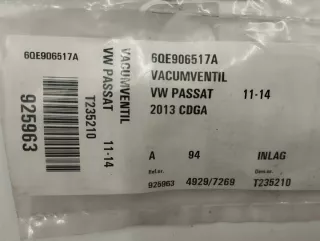 6QE906517A
925963
T235210
VACUMVENTIL
VW PASSAT 11-14
6QE906517A
VACUMVENTIL
VW PASSAT 11-14
2013 CDGA
A 94 INLAG
925963 4929/7269 T235210